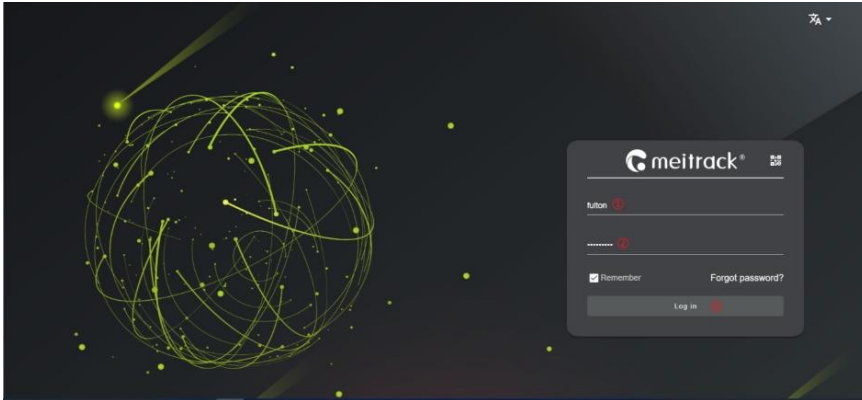 meitrack®
fulton ①
••••••••• ②
Remember
Forgot password?
Log in ③